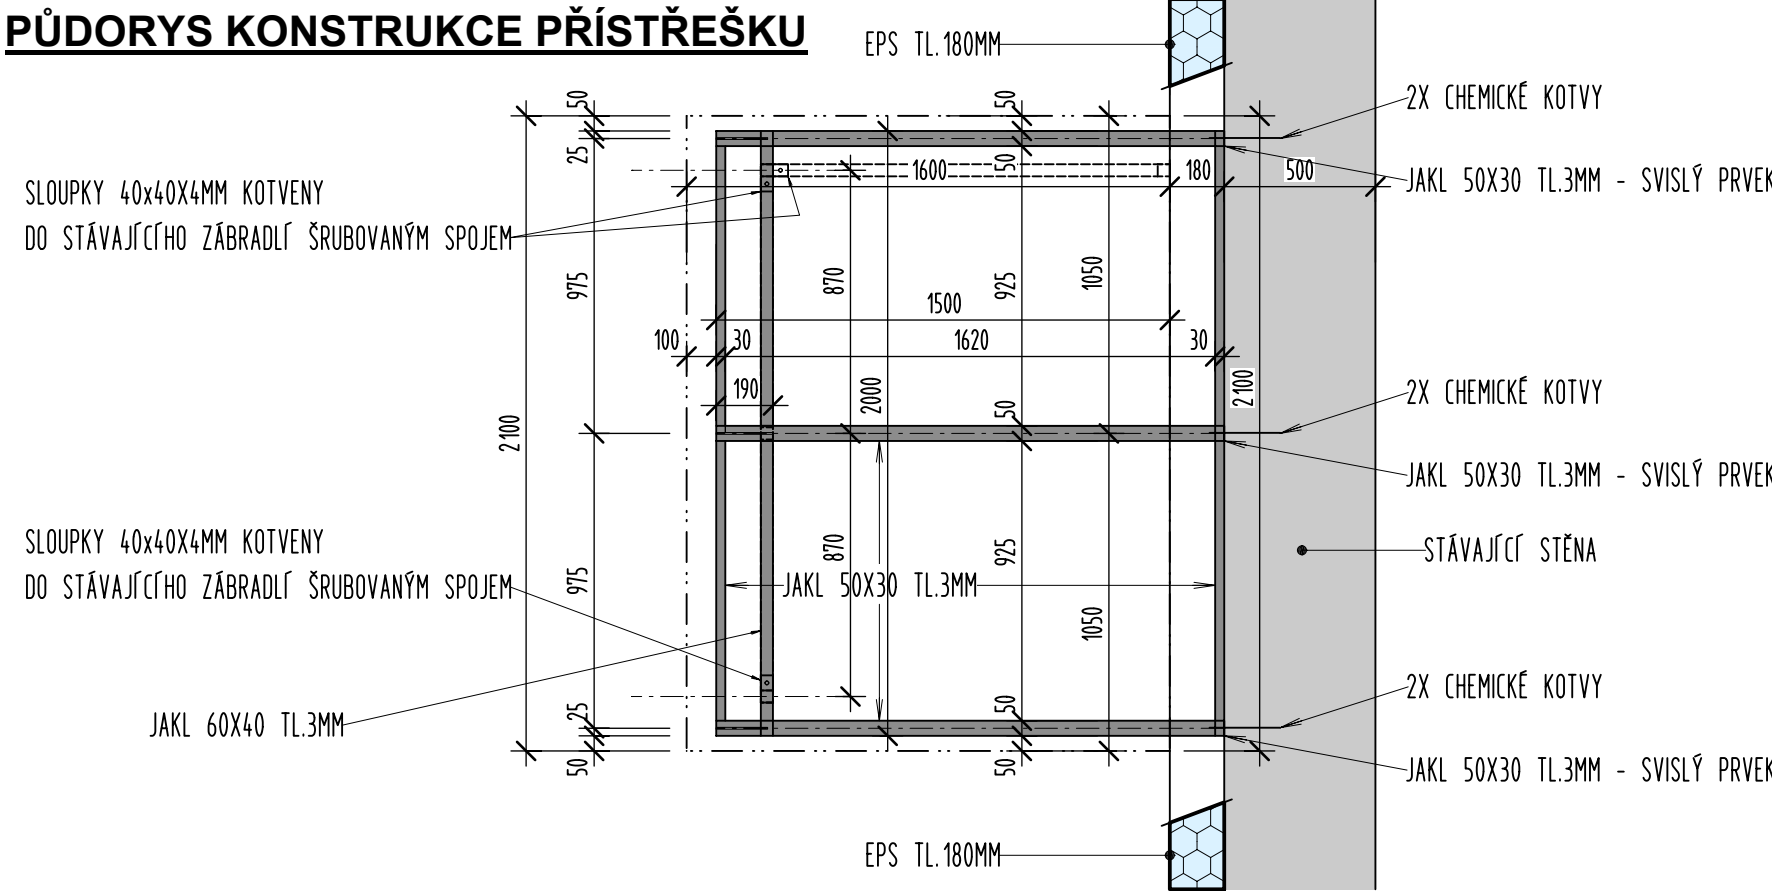 PŮDORYS KONSTRUKCE PŘÍSTŘEŠKU
EPS TL.180MM
2X CHEMICKÉ KOTVY
JAKL 50X30 TL.3MM - SVISLÝ PRVEK
SLOUPKY 40x40X4MM KOTVENY
DO STÁVAJÍCÍHO ZÁBRADLÍ ŠRUBOVANÝM SPOJEM
50
25
50
50
1600
180
500
975
870
925
1050
1500
100
30
1620
30
190
2000
50
2100
2100
2X CHEMICKÉ KOTVY
JAKL 50X30 TL.3MM - SVISLÝ PRVEK
SLOUPKY 40x40X4MM KOTVENY
DO STÁVAJÍCÍHO ZÁBRADLÍ ŠRUBOVANÝM SPOJEM
975
870
925
1050
JAKL 50X30 TL.3MM
STÁVAJÍCÍ STĚNA
2X CHEMICKÉ KOTVY
JAKL 60X40 TL.3MM
25
50
50
50
JAKL 50X30 TL.3MM - SVISLÝ PRVEK
EPS TL.180MM